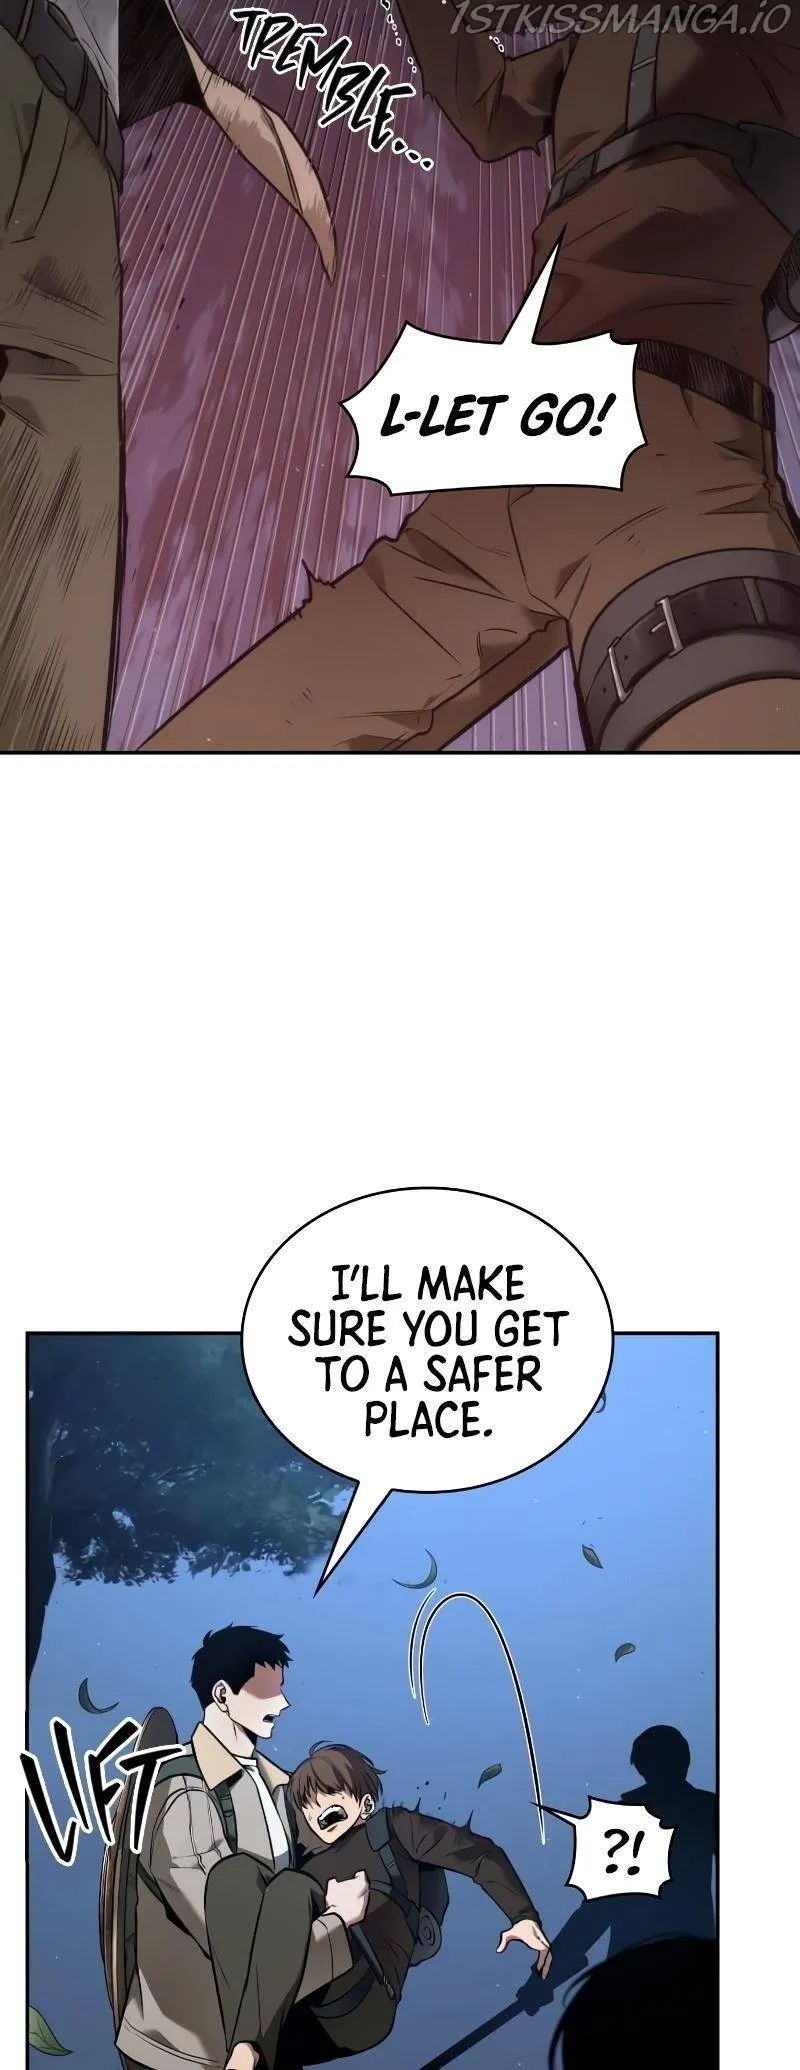 1STKISSMANGA.IO
TREMBLE...
L-LET GO!
I'LL MAKE
SURE YOU GET
TO A SAFER
PLACE.
LIFT
?!